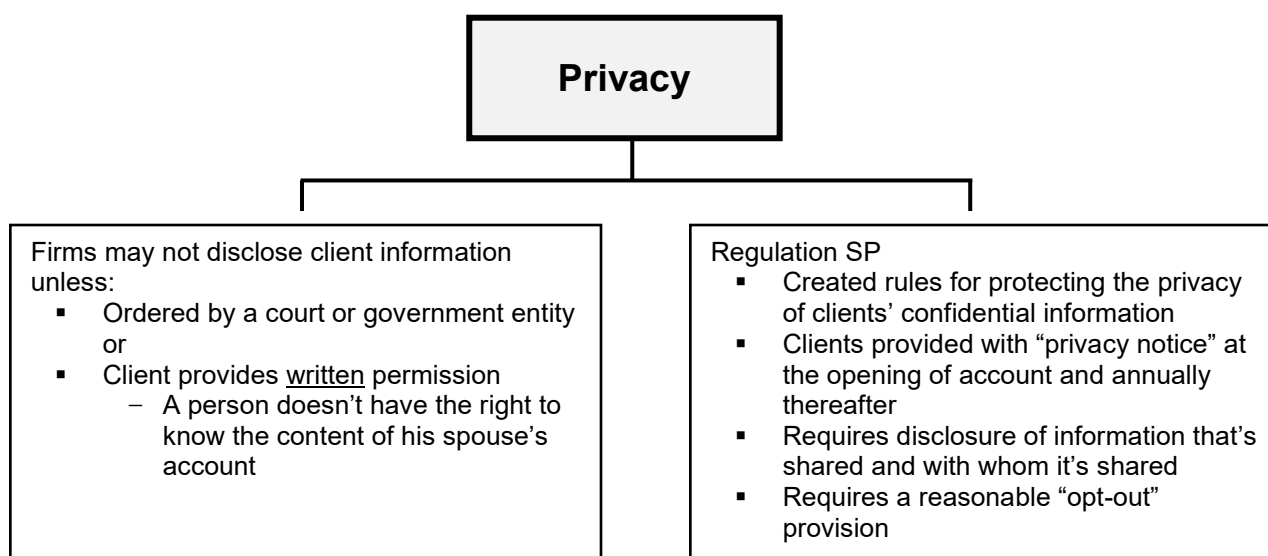 Privacy
Firms may not disclose client information
unless:
▪ Ordered by a court or government entity
or
▪ Client provides written permission
− A person doesn’t have the right to
know the content of his spouse’s
account
Regulation SP
▪ Created rules for protecting the privacy
of clients’ confidential information
▪ Clients provided with “privacy notice” at
the opening of account and annually
thereafter
▪ Requires disclosure of information that’s
shared and with whom it’s shared
▪ Requires a reasonable “opt-out”
provision